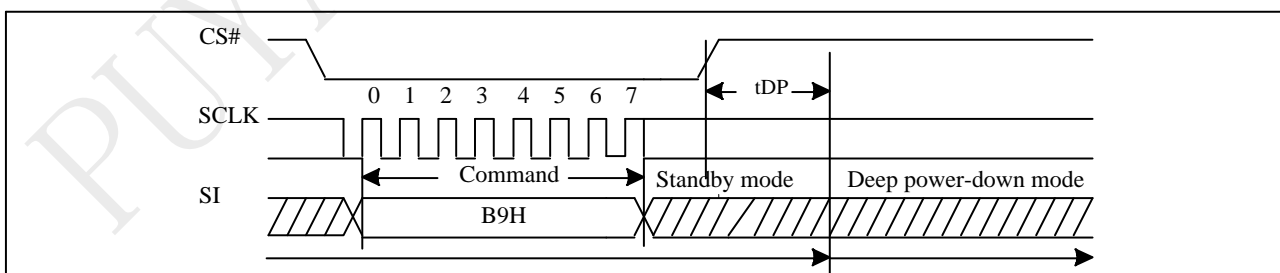 PUYA
CS#
tDP
0 1 2 3 4 5 6 7
SCLK
Command
Standby mode
Deep power-down mode
SI
B9H